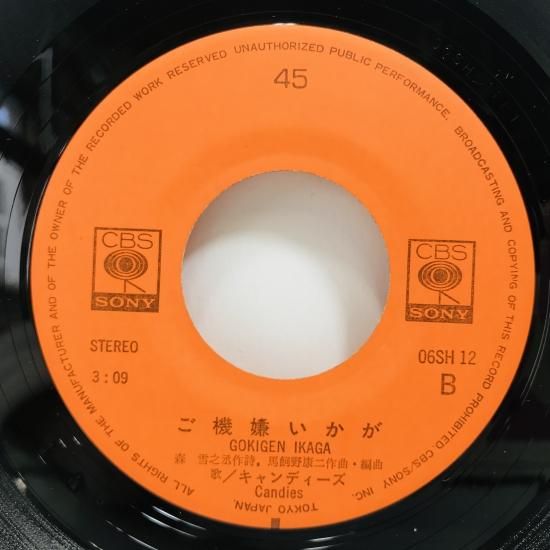 ALL RIGHTS OF THE MANUFACTURER AND OF THE OWNER OF THE RECORDED WORK RESERVED UNAUTHORIZED PUBLIC PERFORMANCE, BROADCASTING AND COPYING OF THIS RECORD PROHIBITED CBS/SONY INC.
45
CBS
SONY
CBS
SONY
STEREO
06SH 12
3:09
B
ご機嫌いかが
GOKIGEN IKAGA
森 雪之丞作詩。馬飼野康二作曲・編曲
歌/キャンディーズ
Candies
TOKYO JAPAN.